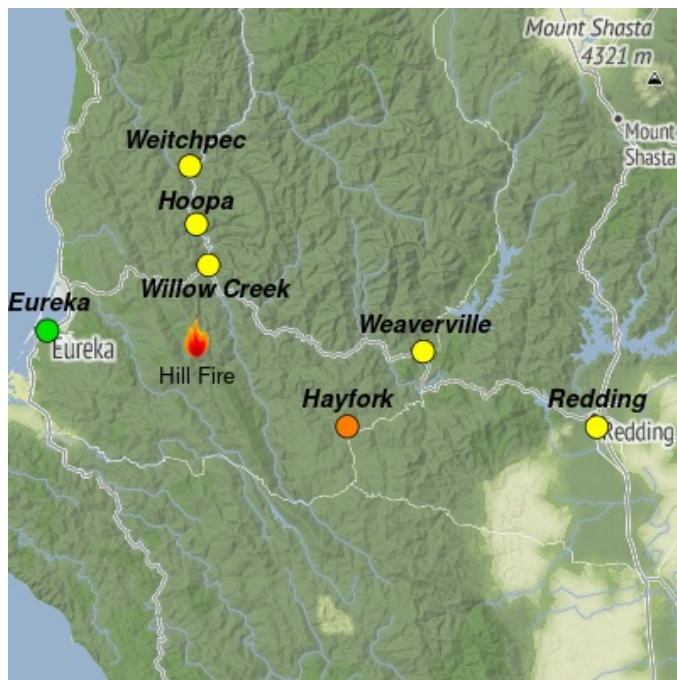 Mount Shasta
4321 m
Mount
Shasta
Weitchpec
Hoopa
Willow Creek
Eureka
Eureka
Hill Fire
Weaverville
Hayfork
Redding
Redding